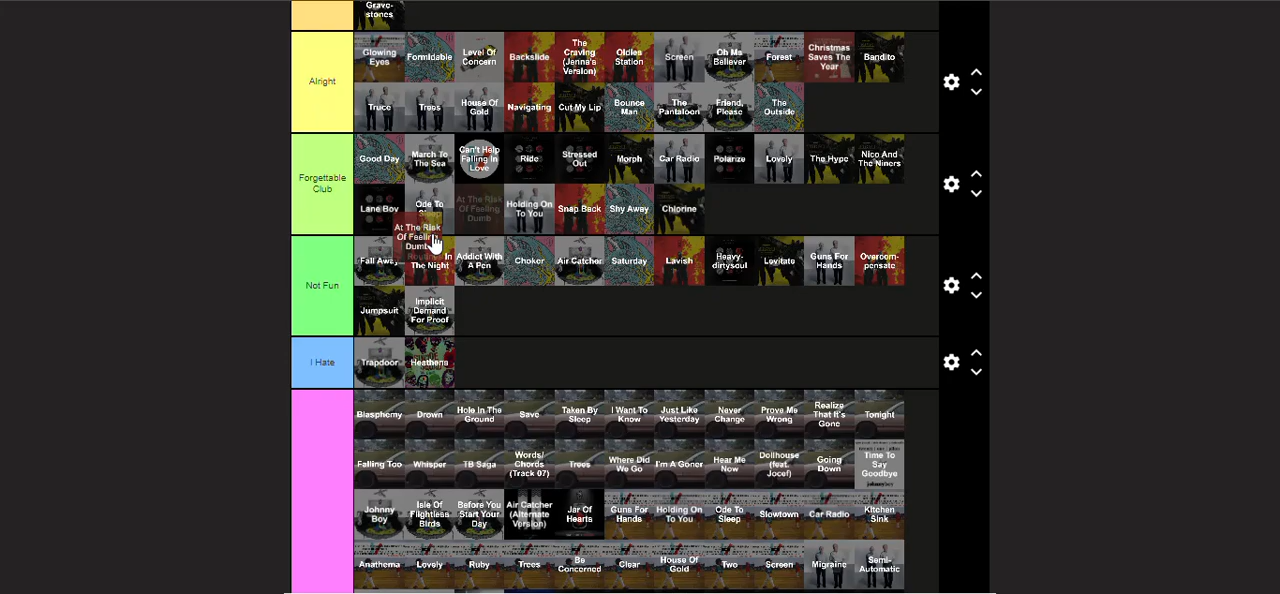 Grave-
stones
Alright
Glowing
Eyes
Formidable
Level Of
Concern
Backslide
The
Craving
(Jenna's
Version)
Oldies
Station
Screen
Oh Ms
Believer
Forest
Christmas
Saves The
Year
Bandito
Truce
Trees
House Of
Gold
Navigating
Cut My Lip
Bounce
Man
The
Pantaloon
Friend,
Please
The
Outside
Forgettable
Club
Good Day
March To
The Sea
Can't Help
Falling In
Love
Ride
Stressed
Out
Morph
Car Radio
Polarize
Lovely
The Hype
Nico And
The Niners
Lane Boy
Ode To
Sleep
At The Risk
Of Feeling
Dumb
Holding On
To You
Snap Back
Shy Away
Chlorine
At The Risk
Of Feeling
Dumb
Not Fun
Fall Away
In
The Night
Addict With
A Pen
Choker
Air Catcher
Saturday
Lavish
Heavy-
dirtysoul
Levitate
Guns For
Hands
Overcom-
pensate
Jumpsuit
Implicit
Demand
For Proof
I Hate
Trapdoor
Heathens
Blasphemy
Drown
Hole In The
Ground
Save
Taken By
Sleep
I Want To
Know
Just Like
Yesterday
Never
Change
Prove Me
Wrong
Realize
That It's
Gone
Tonight
Falling Too
Whisper
TB Saga
Words/
Chords
(Track 07)
Trees
Where Did
We Go
I'm A Goner
Hear Me
Now
Dollhouse
(feat.
Jocef)
Going
Down
Time To
Say
Goodbye
Johnny
Boy
Isle Of
Flightless
Birds
Before You
Start Your
Day
Air Catcher
(Alternate
Version)
Jar Of
Hearts
Guns For
Hands
Holding On
To You
Ode To
Sleep
Slowtown
Car Radio
Kitchen
Sink
Anathema
Lovely
Ruby
Trees
Be
Concerned
Clear
House Of
Gold
Two
Screen
Migraine
Semi-
Automatic